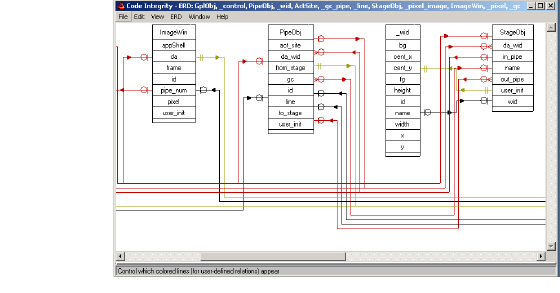 Code Integrity - ERD: GplObj, _control, PipeObj, _wid, ActSite, _gc_pipe, _line, StageObj, _pixel_image, ImageWin, _pixed, _gc
File Edit View ERD Window Help
ImageWin
appShell
da
frame
id
pipe_num
pixel
user_init
PipeObj
act_site
da_wid
from_stage
gc
id
line
to_stage
user_init
_wid
bg
cent_x
cent_y
fg
height
id
name
width
x
y
StageObj
da_wid
in_pipe
name
out_pipe
user_init
wid
Control which colored lines (for user-defined relations) appear